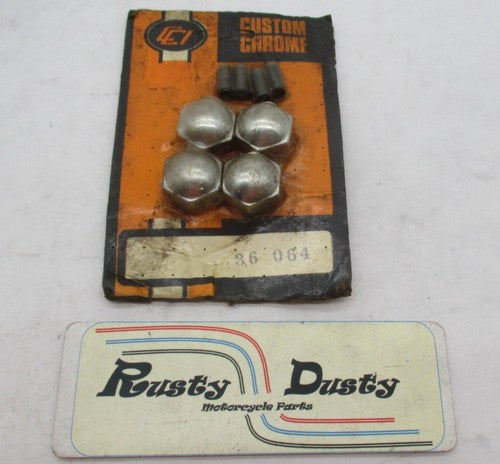 CCI
CUSTOM
CHROME
36 064
Rusty Dusty
Motorcycle Parts